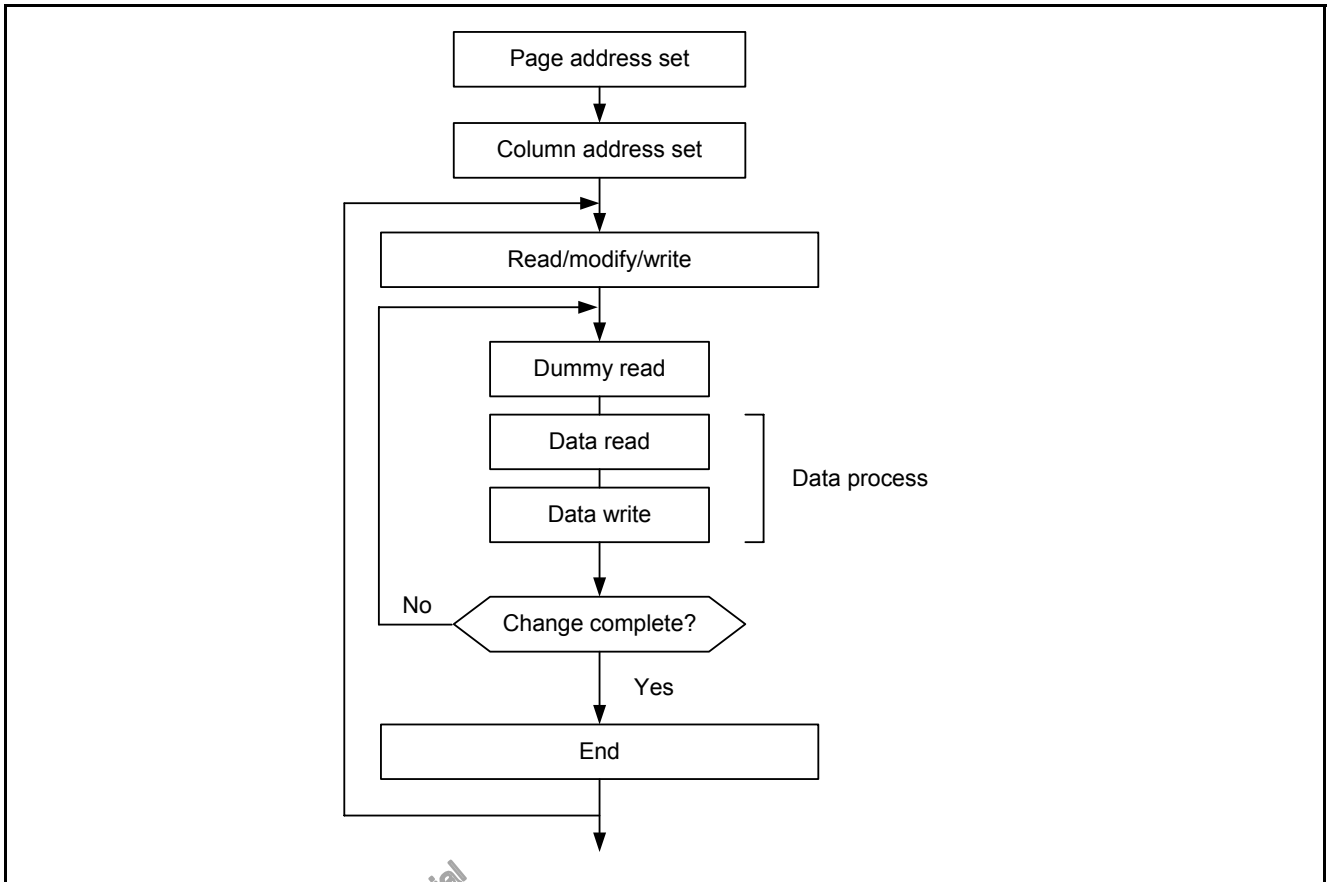 Page address set
Column address set
Read/modify/write
Dummy read
Data read
Data process
Data write
No
Change complete?
Yes
End